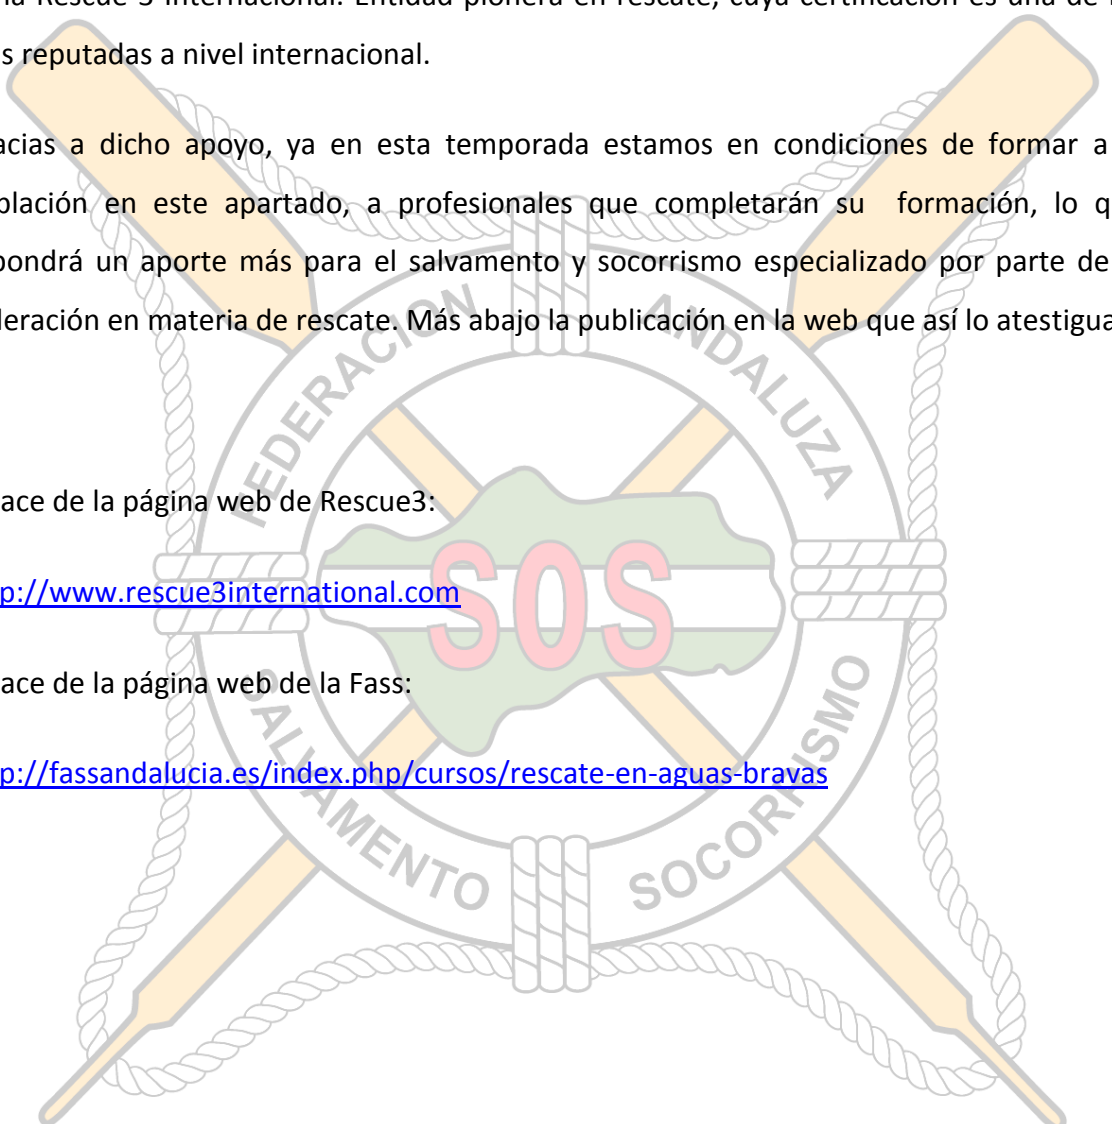 na Rescue 3 Internacional. Entidad pionera en rescate, cuya certificación es una de
s reputadas a nivel internacional.
acias a dicho apoyo, ya en esta temporada estamos en condiciones de formar a
blación en este apartado, a profesionales que completarán su formación, lo q
pondrá un aporte más para el salvamento y socorrismo especializado por parte de
deración en materia de rescate. Más abajo la publicación en la web que así lo atestigua
FEDERACION ANDALUZA
ace de la página web de Rescue3:
SOS
p://www.rescue3international.com
ace de la página web de la Fass:
p://fassandalucia.es/index.php/cursos/rescate-en-aguas-bravas
SALVAMENTO SOCORRISMO